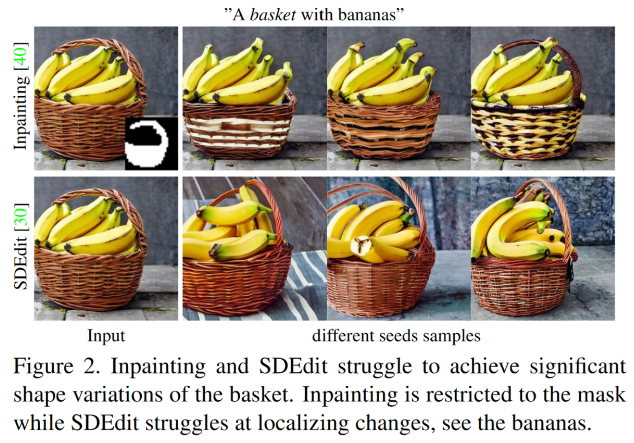 "A basket with bananas"
Inpainting [40]
SDEdit [30]
Input
different seeds samples
Figure 2. Inpainting and SDEdit struggle to achieve significant
shape variations of the basket. Inpainting is restricted to the mask
while SDEdit struggles at localizing changes, see the bananas.